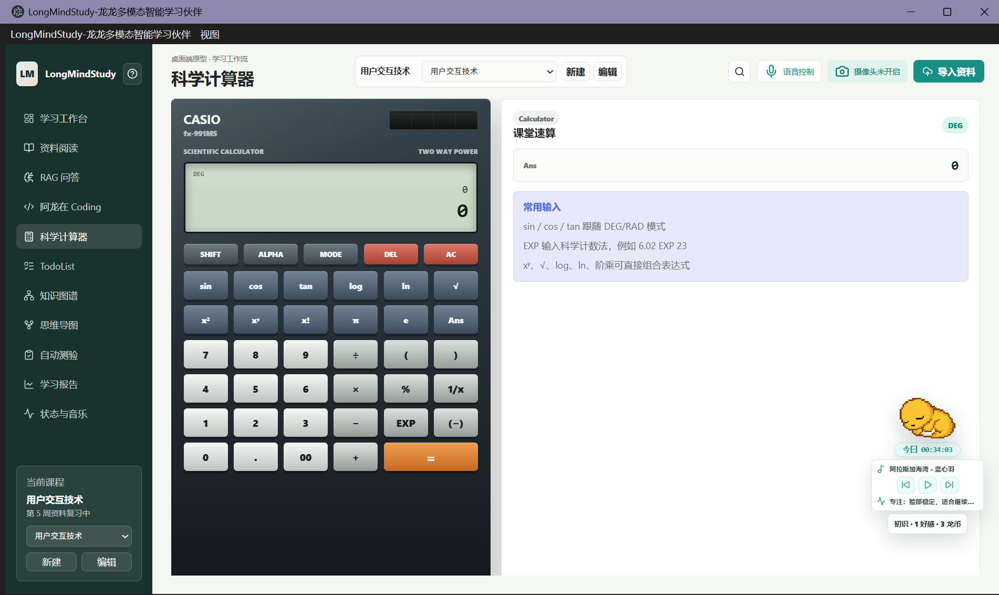 LongMindStudy-龙龙多模态智能学习伙伴
LongMindStudy-龙龙多模态智能学习伙伴 视图
LM LongMindStudy
学习工作台
资料阅读
RAG 问答
阿龙在 Coding
科学计算器
TodoList
知识图谱
思维导图
自动测验
学习报告
状态与音乐
当前课程
用户交互技术
第 5 周资料复习中
用户交互技术
新建 编辑
桌面端原型 · 学习工作流
科学计算器
用户交互技术 用户交互技术 新建 编辑
语音控制 摄像头未开启 导入资料
CASIO
fx-991MS
SCIENTIFIC CALCULATOR TWO WAY POWER
DEG
0
0
SHIFT ALPHA MODE DEL AC
sin cos tan log ln √
x² xʸ x! π e Ans
7 8 9 ÷ ( )
4 5 6 × % 1/x
1 2 3 − EXP (−)
0 . 00 + =
Calculator
课堂速算
DEG
Ans 0
常用输入
sin / cos / tan 跟随 DEG/RAD 模式
EXP 输入科学计数法，例如 6.02 EXP 23
xʸ、√、log、ln、阶乘可直接组合表达式
今日 00:34:03
阿拉斯加海湾 - 蓝心羽
专注：脸部稳定，适合继续...
初识 · 1 好感 · 3 龙币